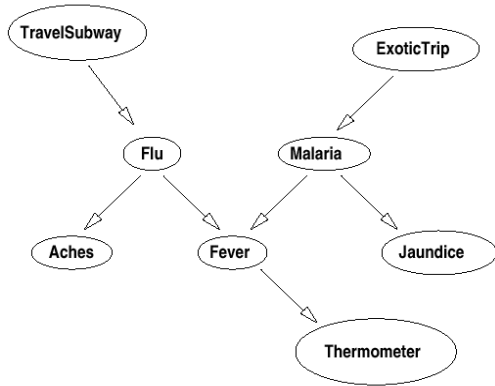 TravelSubway
ExoticTrip
Flu
Malaria
Aches
Fever
Jaundice
Thermometer